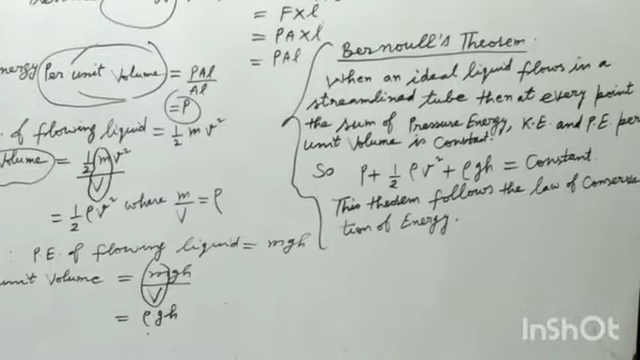 = F×l
= PA×l
= PAl
nergy Per unit Volume = PAl/Al
= P
. of flowing liquid = 1/2 mv²
Volume = 1/2 mv²/V
= 1/2 ρv² where m/V = ρ
P.E. of flowing liquid = mgh
unit Volume = mgh/V
= ρgh
Bernoull's Theorem:
When an ideal liquid flows in a
streamlined tube then at every point
the sum of Pressure Energy, K.E. and P.E. per
unit Volume is Constant.
So P + 1/2 ρv² + ρgh = Constant.
This theorem follows the law of Conserva
tion of Energy.
InShOt